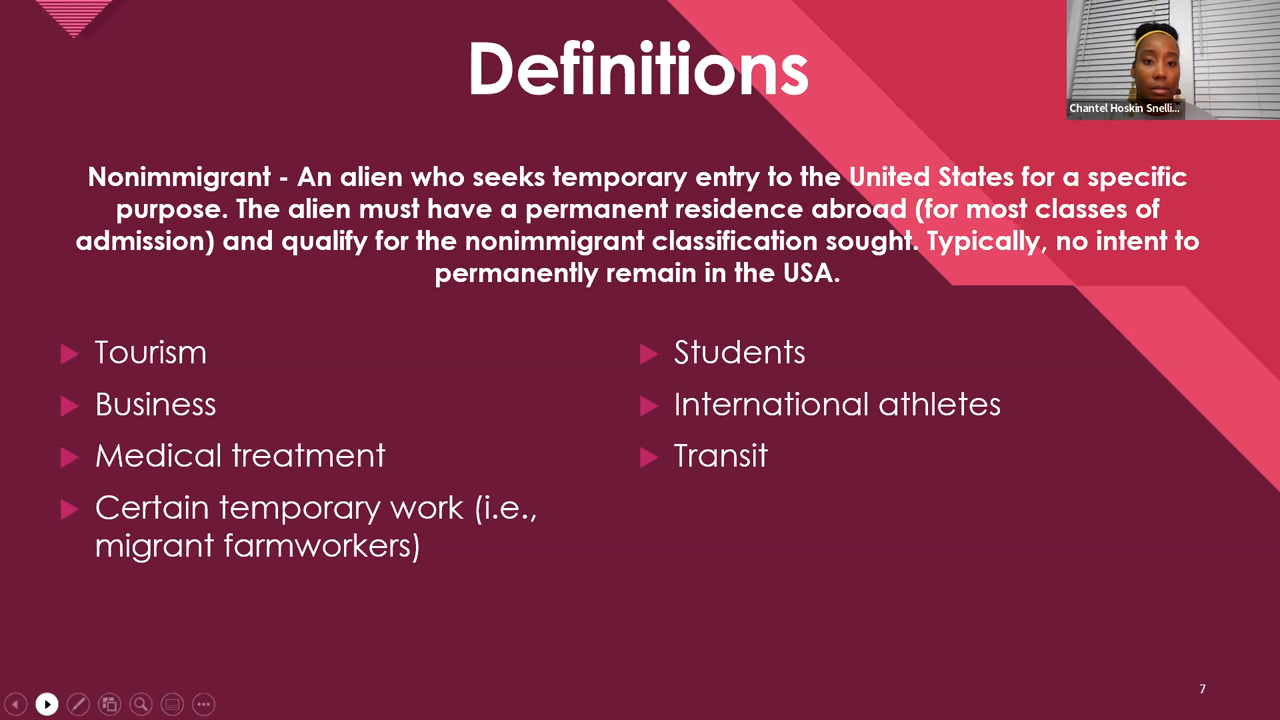 Definitions
Chantel Hoskin Snelli...
Nonimmigrant - An alien who seeks temporary entry to the United States for a specific
purpose. The alien must have a permanent residence abroad (for most classes of
admission) and qualify for the nonimmigrant classification sought. Typically, no intent to
permanently remain in the USA.
Tourism
Business
Medical treatment
Certain temporary work (i.e.,
migrant farmworkers)
Students
International athletes
Transit
7